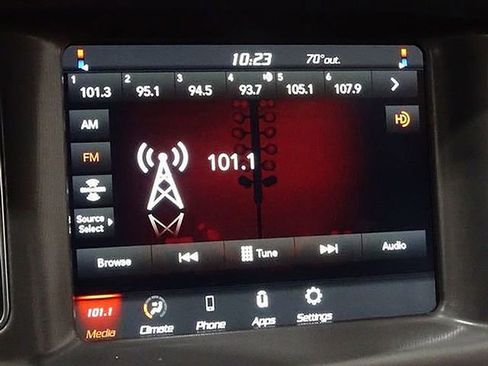 10:23 70°out.
1 2 3 4 5 6
101.3 95.1 94.5 93.7 105.1 107.9
AM
HD
FM
101.1
Source
Select
Browse Tune Audio
101.1
Media Climate Phone Apps Settings